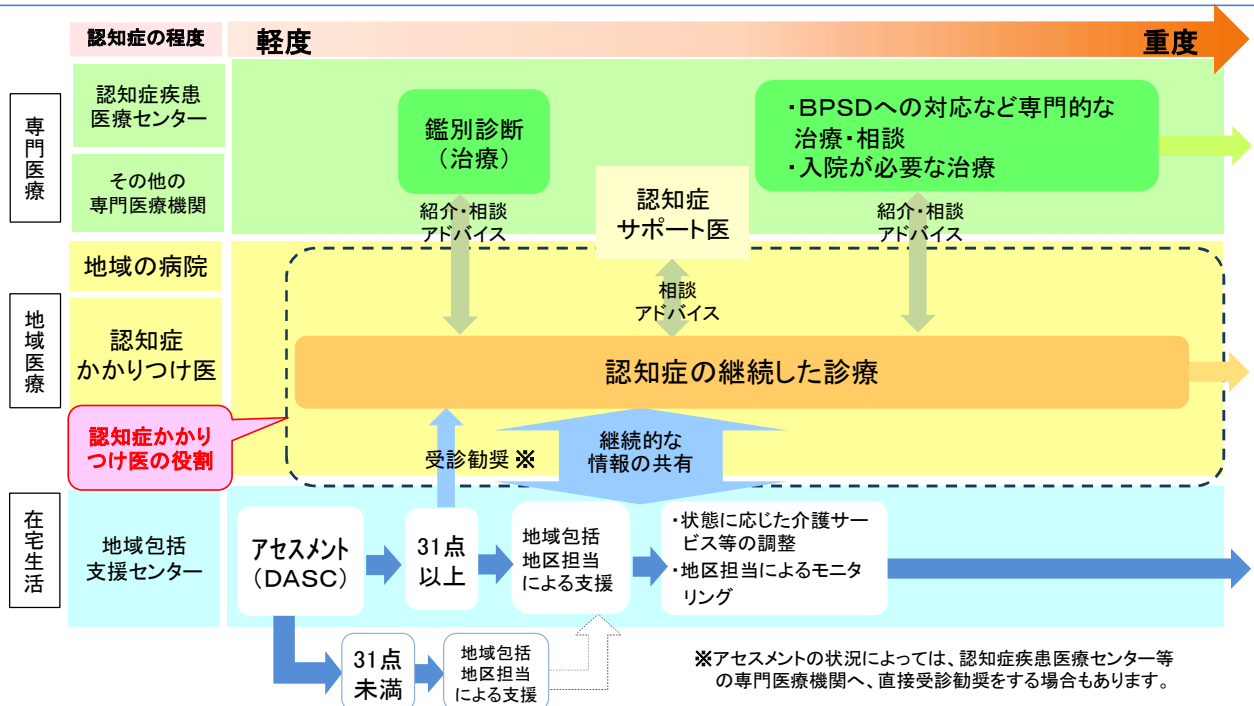 認知症の程度
軽度
重度
専門医療
認知症疾患
医療センター
その他の
専門医療機関
鑑別診断
(治療)
・BPSDへの対応など専門的な
治療・相談
・入院が必要な治療
認知症
サポート医
紹介・相談
アドバイス
紹介・相談
アドバイス
地域医療
地域の病院
認知症
かかりつけ医
相談
アドバイス
認知症の継続した診療
認知症かかり
つけ医の役割
受診勧奨 ※
継続的な
情報の共有
在宅生活
地域包括
支援センター
アセスメント
(DASC)
31点
以上
地域包括
地区担当
による支援
・状態に応じた介護サー
ビス等の調整
・地区担当によるモニタ
リング
31点
未満
地域包括
地区担当
による支援
※アセスメントの状況によっては、認知症疾患医療センター等
の専門医療機関へ、直接受診勧奨をする場合もあります。